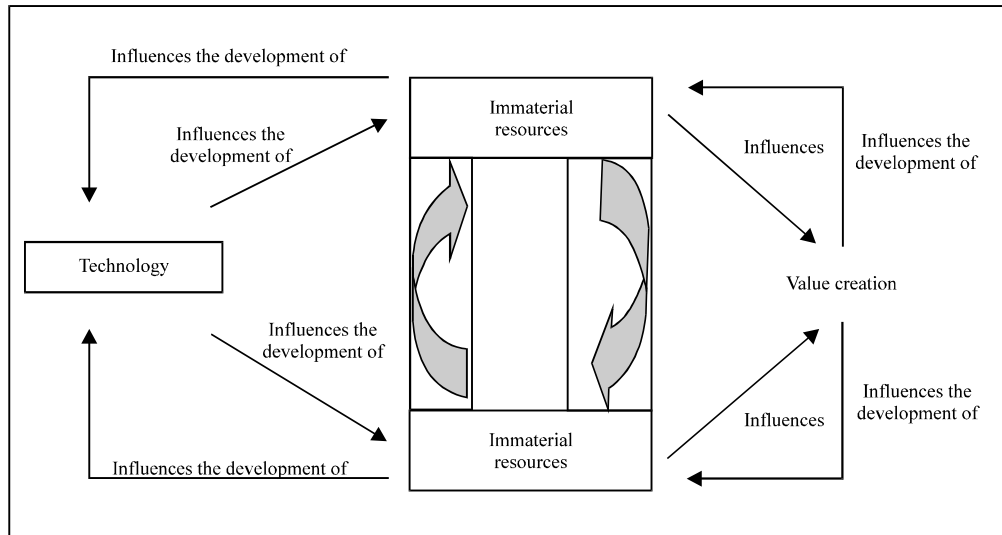 Influences the development of
Influences the
development of
Immaterial
resources
Influences
Influences the
development of
Technology
Value creation
Influences the
development of
Influences the development of
Immaterial
resources
Influences
Influences the
development of